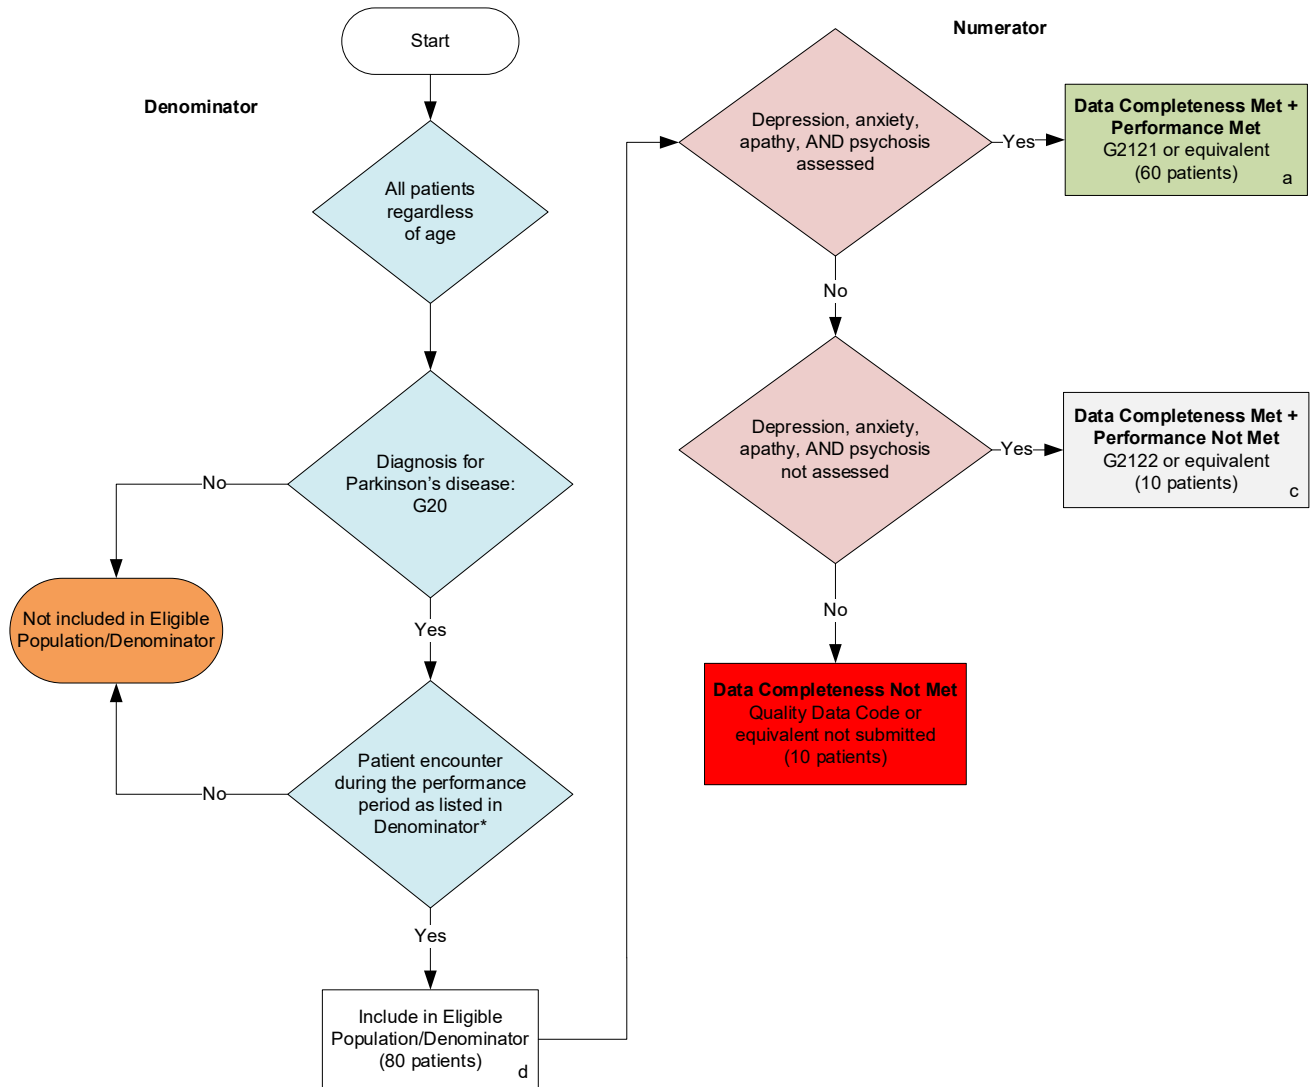 Start
Denominator
All patients
regardless
of age
Diagnosis for
Parkinson's disease:
G20
No
Not included in Eligible
Population/Denominator
Yes
Patient encounter
during the performance
period as listed in
Denominator*
No
Yes
Include in Eligible
Population/Denominator
(80 patients)
d
Numerator
Depression, anxiety,
apathy, AND psychosis
assessed
Yes
Data Completeness Met +
Performance Met
G2121 or equivalent
(60 patients)
a
No
Depression, anxiety,
apathy, AND psychosis
not assessed
Yes
Data Completeness Met +
Performance Not Met
G2122 or equivalent
(10 patients)
c
No
Data Completeness Not Met
Quality Data Code or
equivalent not submitted
(10 patients)